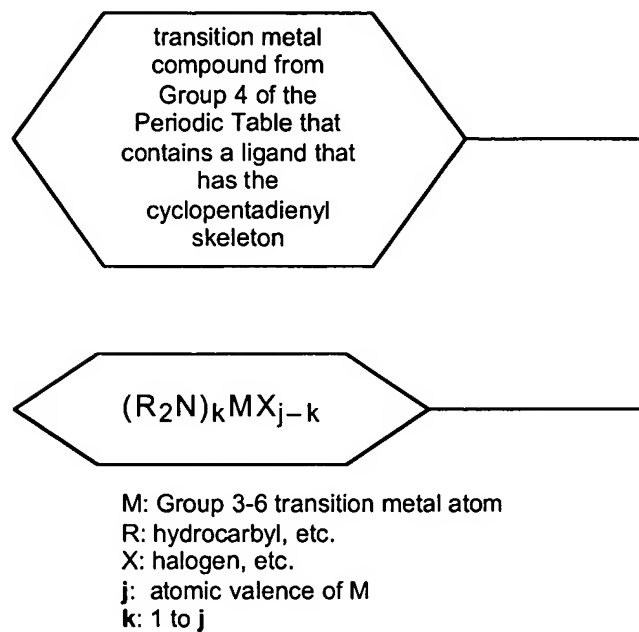 transition metal
compound from
Group 4 of the
Periodic Table that
contains a ligand that
has the
cyclopentadienyl
skeleton
(R₂N)ₖMXⱼ₋ₖ
M: Group 3-6 transition metal atom
R: hydrocarbyl, etc.
X: halogen, etc.
j: atomic valence of M
k: 1 to j